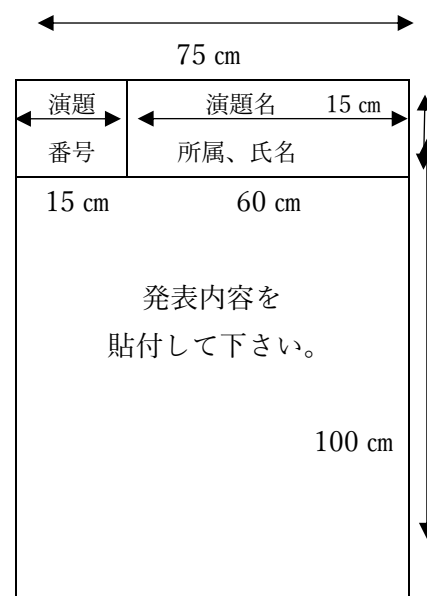 75 ㎝
演題
演題名
15 ㎝
番号
所属、氏名
15 ㎝
60 ㎝
発表内容を
貼付して下さい。
100 ㎝